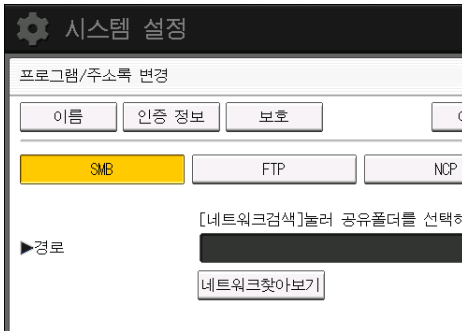 시스템 설정
프로그램/주소록 변경
이름 인증 정보 보호
SMB FTP NCP
[네트워크검색]눌러 공유폴더를 선택하
▶경로
네트워크찾아보기